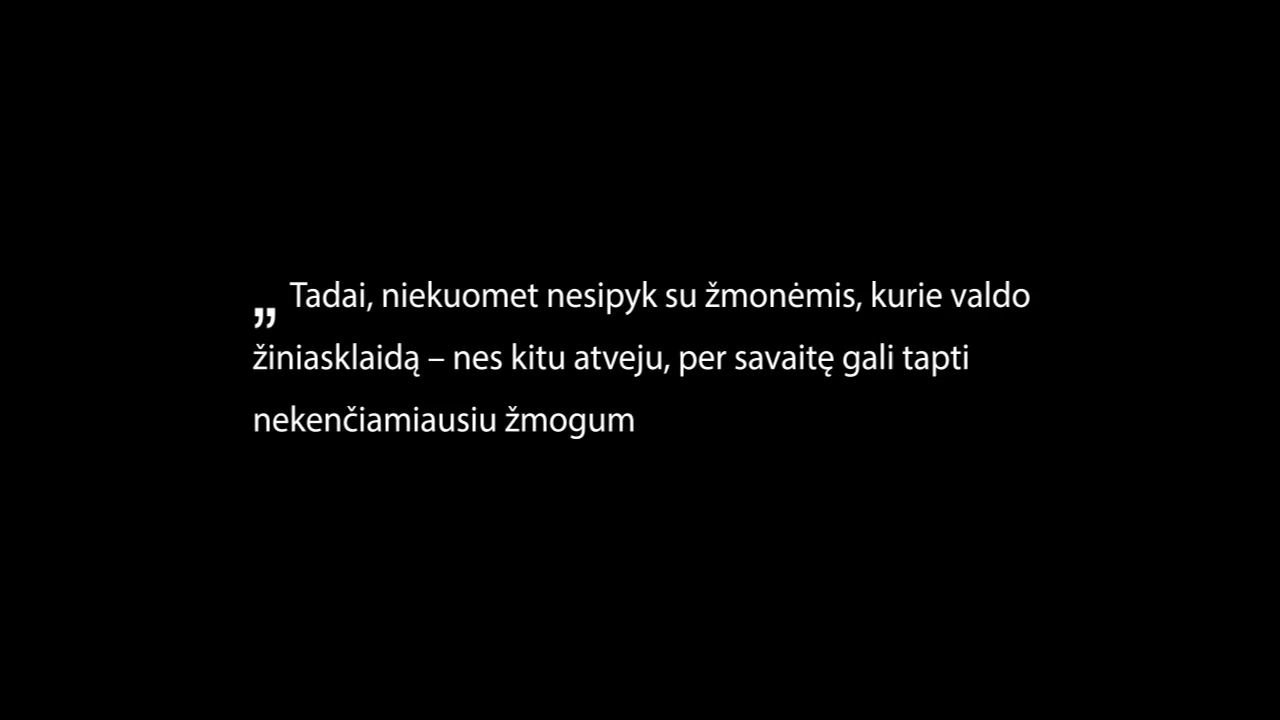 „ Tadai, niekuomet nesipyk su žmonėmis, kurie valdo
žiniasklaidą – nes kitu atveju, per savaitę gali tapti
nekenčiamiausiu žmogum